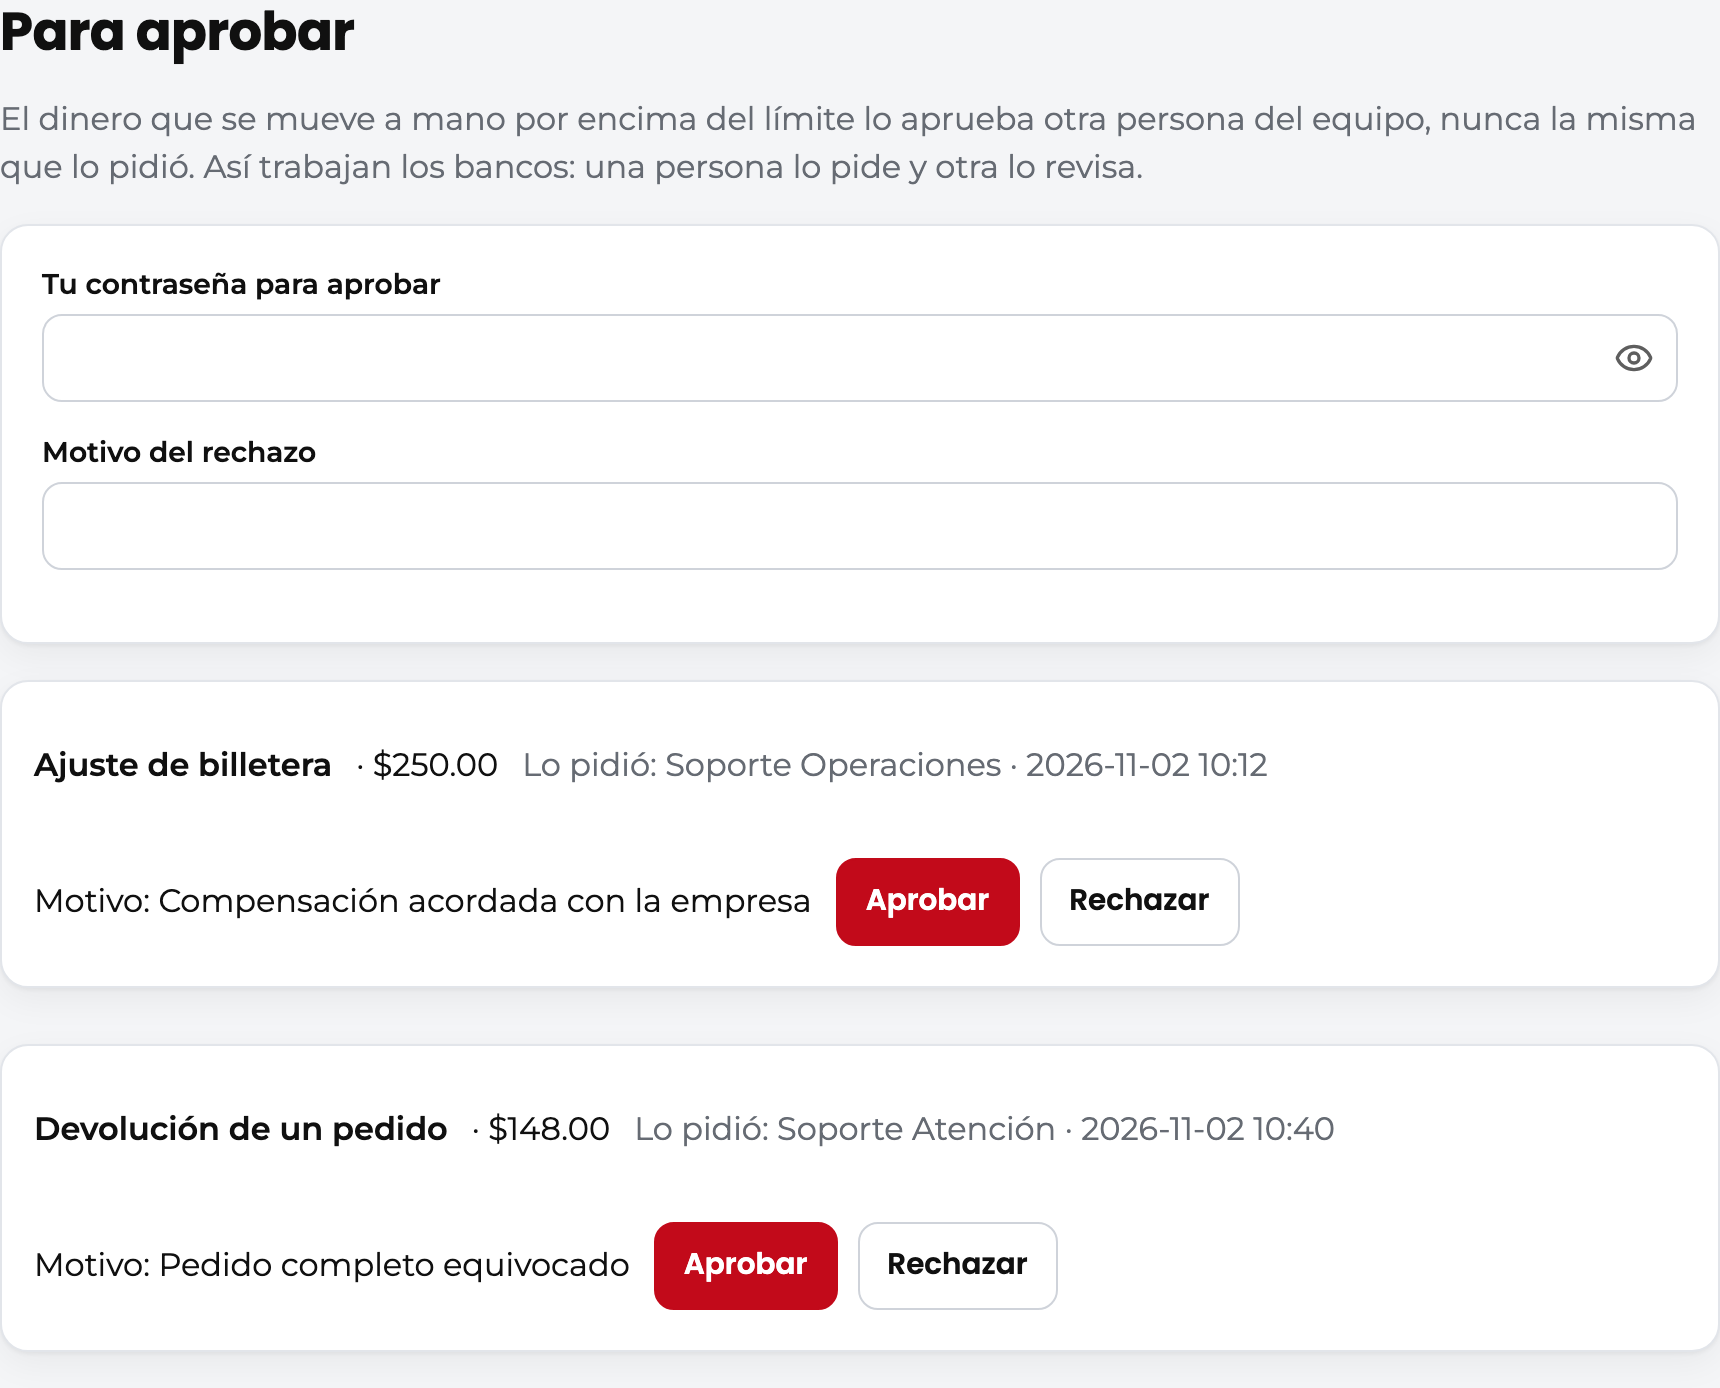 Para aprobar
El dinero que se mueve a mano por encima del límite lo aprueba otra persona del equipo, nunca la misma
que lo pidió. Así trabajan los bancos: una persona lo pide y otra lo revisa.
Tu contraseña para aprobar
Motivo del rechazo
Ajuste de billetera · $250.00 Lo pidió: Soporte Operaciones · 2026-11-02 10:12
Motivo: Compensación acordada con la empresa Aprobar Rechazar
Devolución de un pedido · $148.00 Lo pidió: Soporte Atención · 2026-11-02 10:40
Motivo: Pedido completo equivocado Aprobar Rechazar